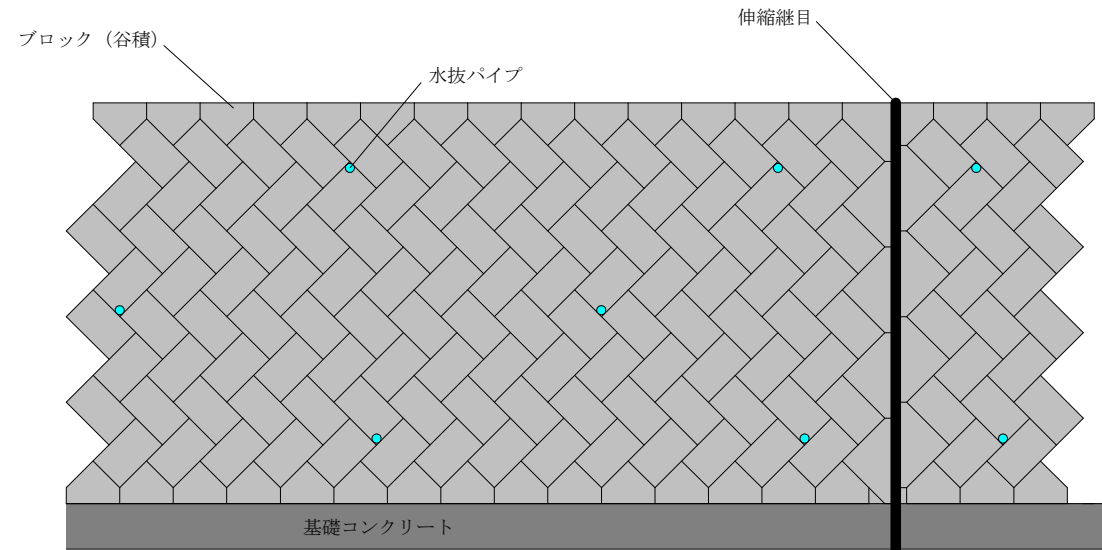 伸縮継目
ブロック（谷積）
水抜パイプ
基礎コンクリート